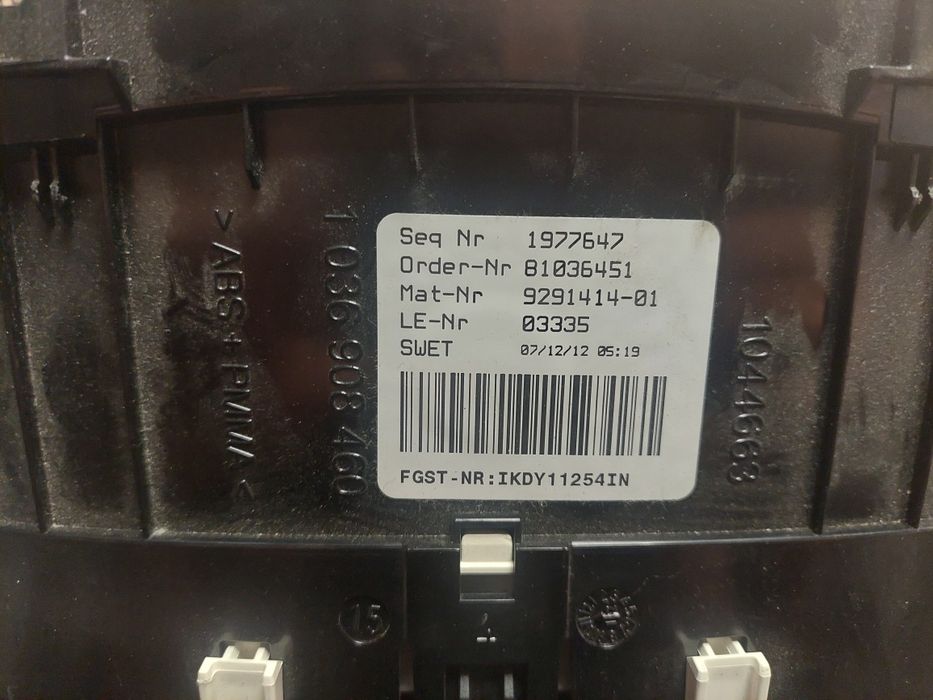 Seq Nr 1977647
Order-Nr 81036451
Mat-Nr 9291414-01
LE-Nr 03335
SWET 07/12/12 05:19
FGST-NR:IKDY11254IN
>ABS+PMMA<
1 036 908 460
1044663
15